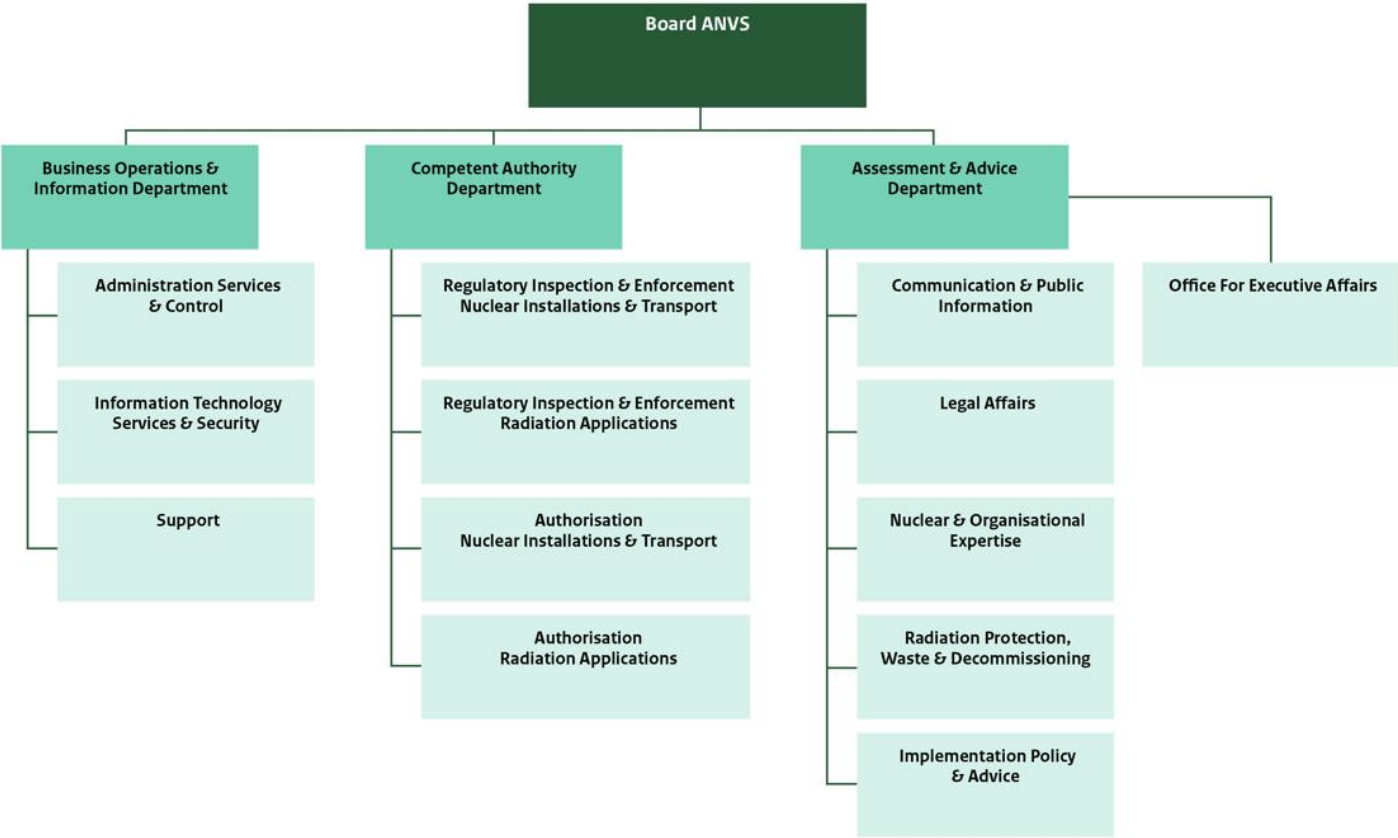 Board ANVS
Business Operations &
Information Department
Administration Services
& Control
Information Technology
Services & Security
Support
Competent Authority
Department
Regulatory Inspection & Enforcement
Nuclear Installations & Transport
Regulatory Inspection & Enforcement
Radiation Applications
Authorisation
Nuclear Installations & Transport
Authorisation
Radiation Applications
Assessment & Advice
Department
Communication & Public
Information
Legal Affairs
Nuclear & Organisational
Expertise
Radiation Protection,
Waste & Decommissioning
Implementation Policy
& Advice
Office For Executive Affairs